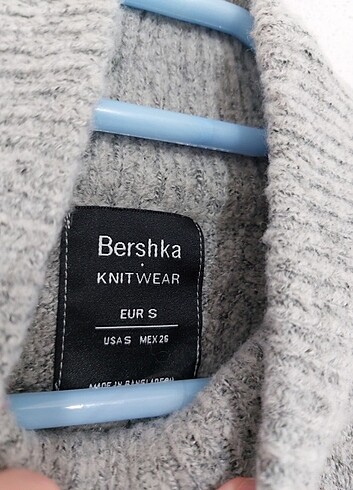 Bershka
KNITWEAR
EUR S
USA S MEX 26
MADE IN BANGLADESH